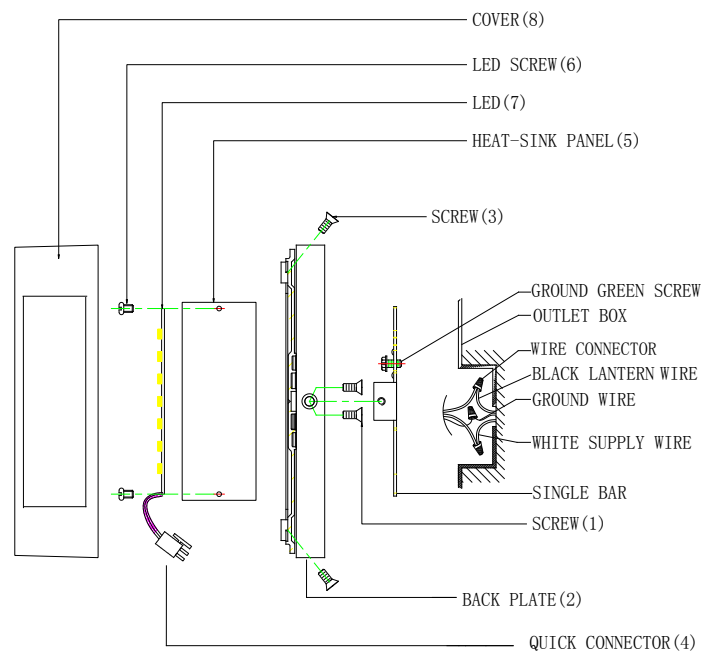 COVER(8)
LED SCREW(6)
LED(7)
HEAT-SINK PANEL(5)
SCREW(3)
GROUND GREEN SCREW
OUTLET BOX
WIRE CONNECTOR
BLACK LANTERN WIRE
GROUND WIRE
WHITE SUPPLY WIRE
SINGLE BAR
SCREW(1)
BACK PLATE(2)
QUICK CONNECTOR(4)